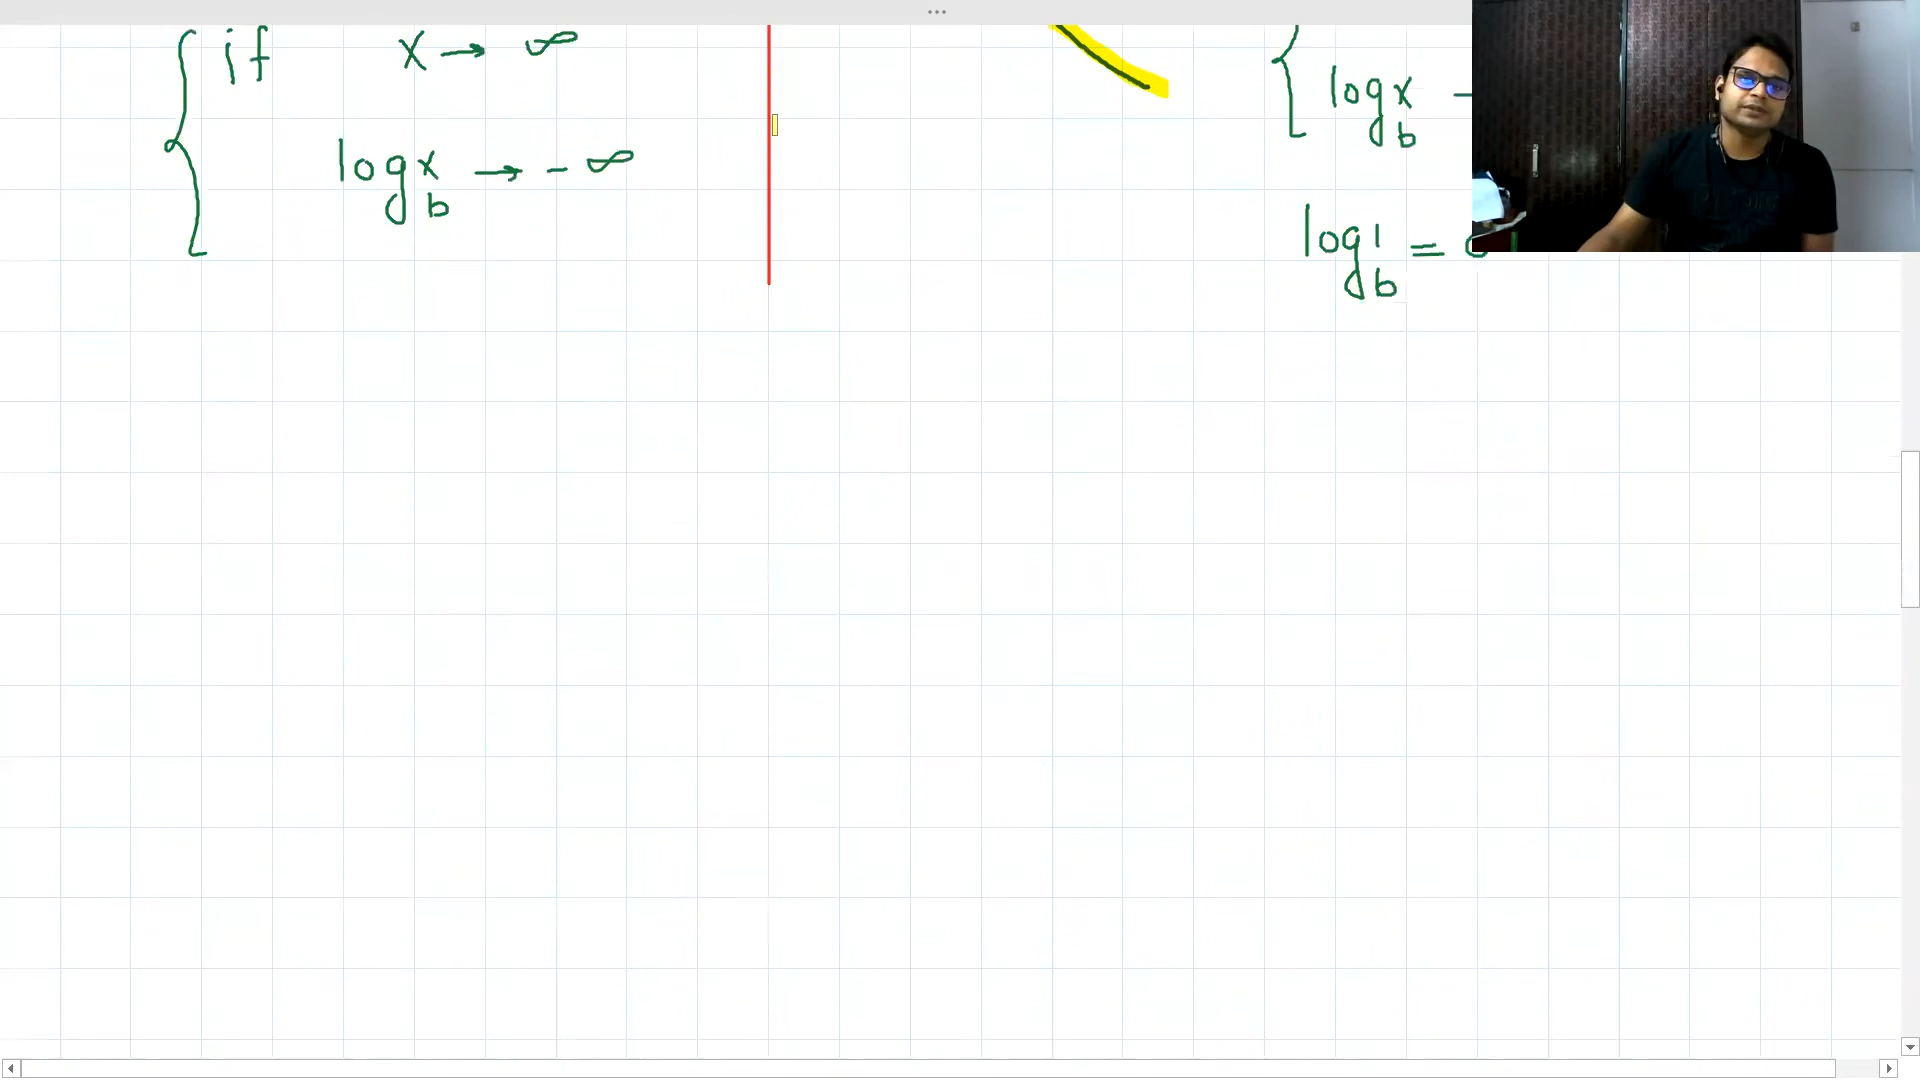 if x → ∞
log_b x → - ∞
log_b x -
log_b 1 =